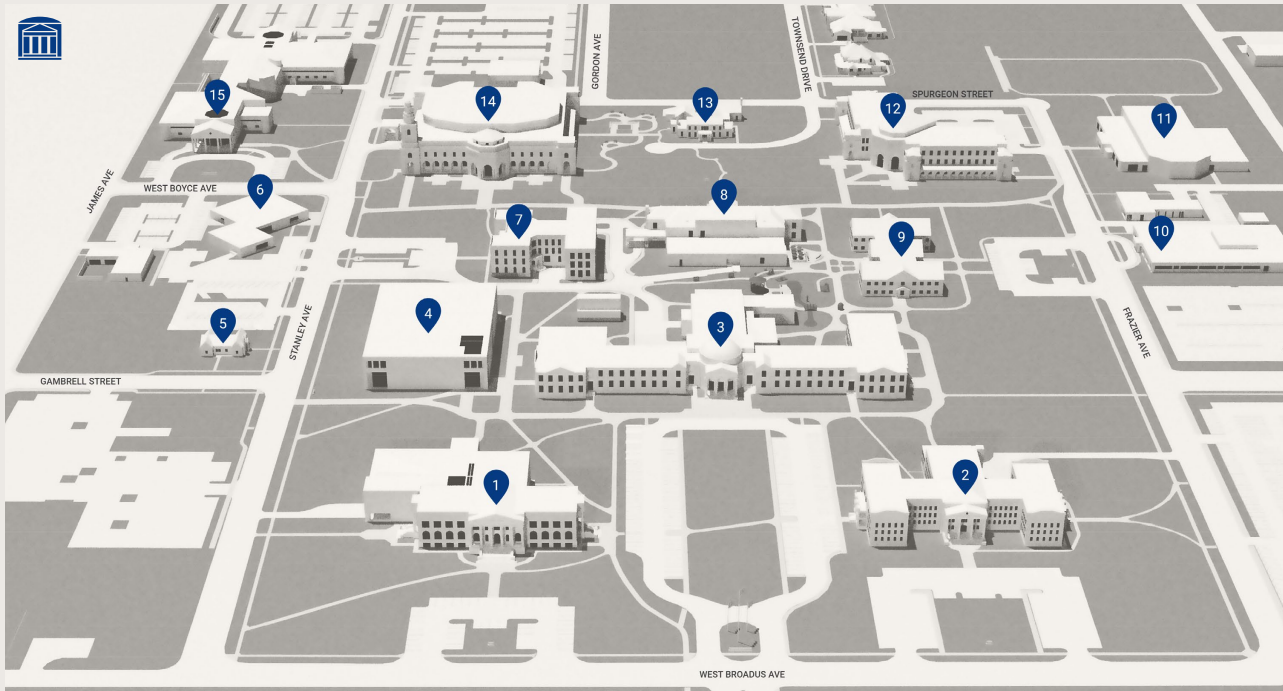 GORDON AVE
TOWNSEND DRIVE
15
14
13
12
SPURGEON STREET
11
JAMES AVE
WEST BOYCE AVE
6
7
8
9
10
5
STANLEY AVE
4
3
FRAZIER AVE
GAMBRELL STREET
1
2
WEST BROADUS AVE